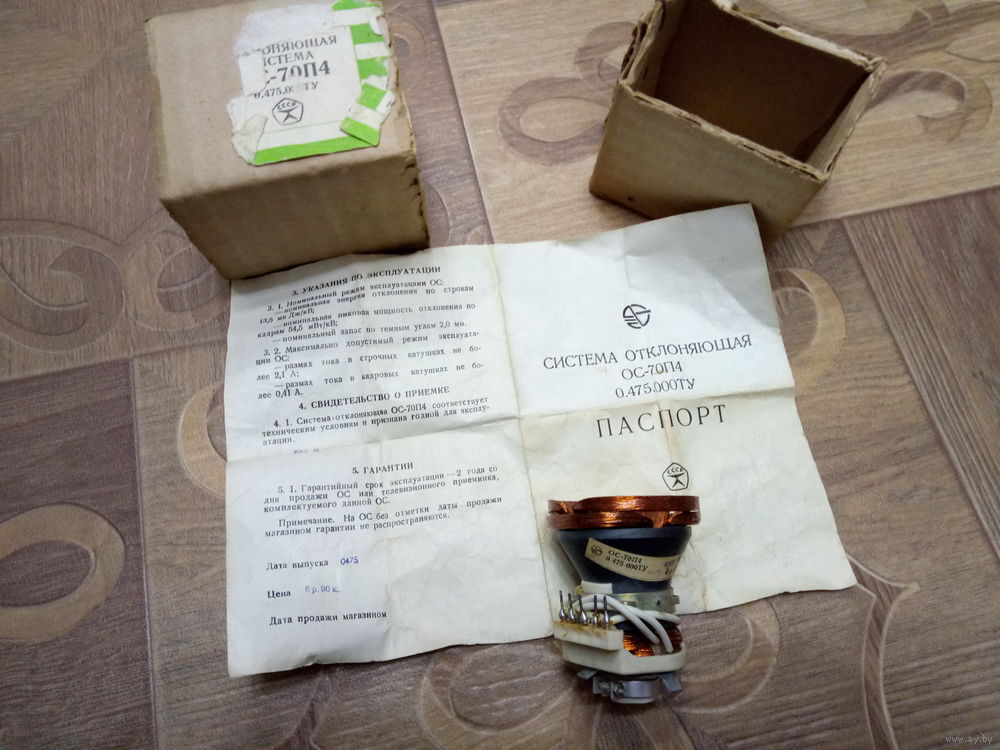 ОНЯЮЩАЯ
ИСТЕМА
ОС-70П4
0.475.0 ТУ
СССР
3. УКАЗАНИЯ ПО ЭКСПЛУАТАЦИИ
3. 1. Номинальный режим эксплуатации ОС:
—номинальная энергия отклонения по строкам
13,5 мк Дж/кВ;
—номинальная пиковая мощность отклонения по
кадрам 54,5 мВт/кВ;
— номинальный запас по темным углам 2,0 мм.
3. 2. Максимально допустимый режим эксплуата-
ции ОС:
— размах тока в строчных катушках не бо-
лее 2,1 А;
— размах тока в кадровых катушках не бо-
лее 0,41 А.
4. СВИДЕТЕЛЬСТВО О ПРИЕМКЕ
4. 1. Система отклоняющая ОС-70П4 соответствует
техническим условиям и признана годной для эксплу-
атации.
5. ГАРАНТИИ
5. 1. Гарантийный срок эксплуатации — 2 года со
дня продажи ОС или телевизионного приемника,
комплектуемого данной ОС.
Примечание. На ОС без отметки даты продажи
магазином гарантии не распространяются.
Дата выпуска 0475
Цена 6 р. 90 к.
Дата продажи магазином
СИСТЕМА ОТКЛОНЯЮЩАЯ
ОС-70П4
0.475.000ТУ
ПАСПОРТ
СССР
ОС-70П4
0.475.000ТУ
www.ay.by